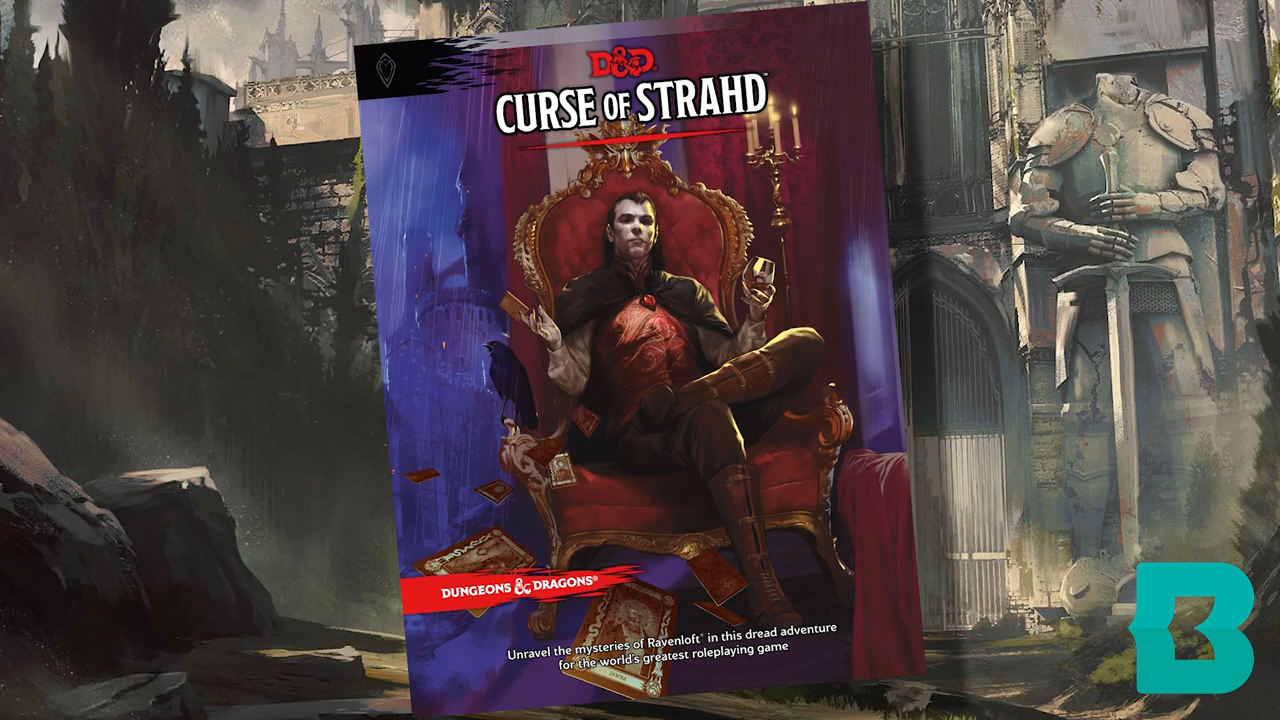 D&D
CURSE OF STRAHD™
DUNGEONS & DRAGONS®
Unravel the mysteries of Ravenloft® in this dread adventure
for the world's greatest roleplaying game
B